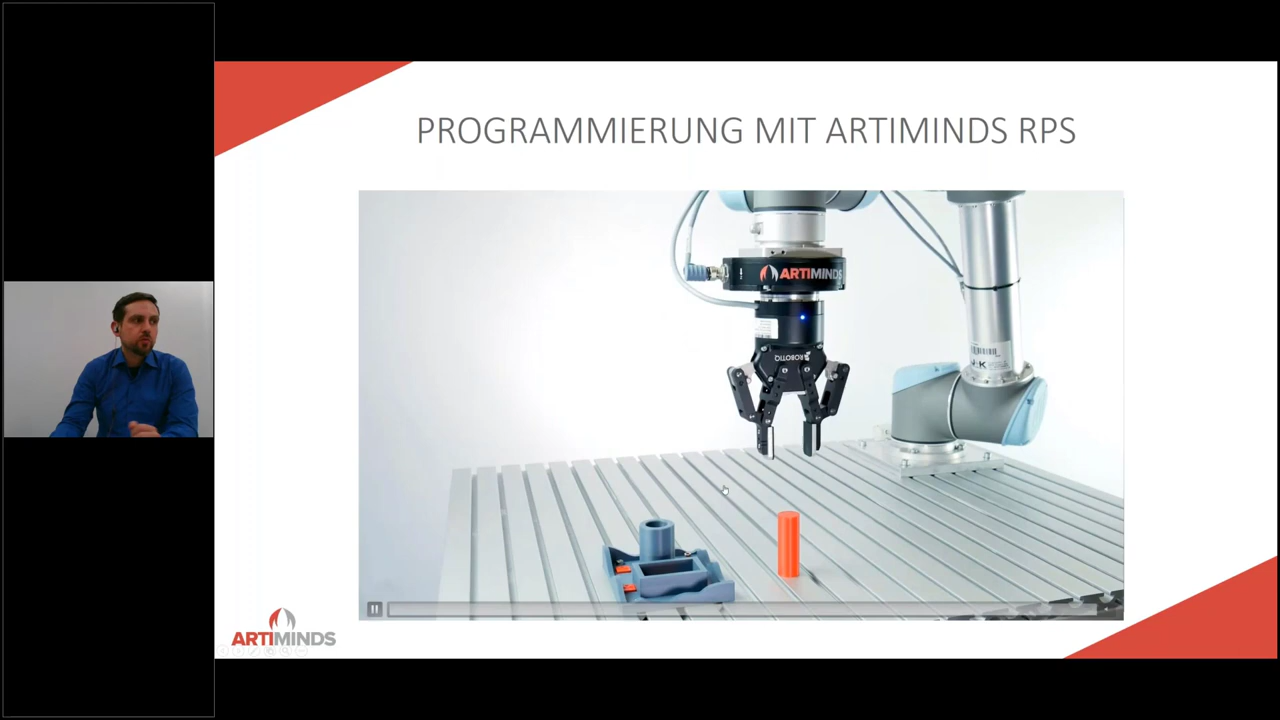 PROGRAMMIERUNG MIT ARTIMINDS RPS
ARTIMINDS
ROBOTIQ
ARTIMINDS